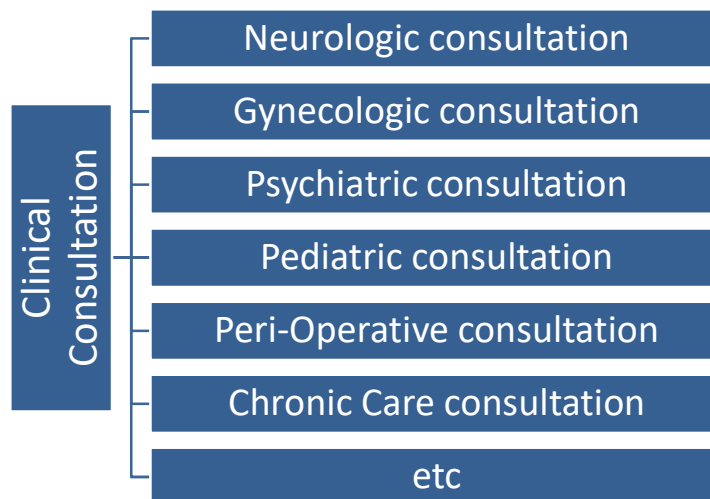 Clinical
Consultation
Neurologic consultation
Gynecologic consultation
Psychiatric consultation
Pediatric consultation
Peri-Operative consultation
Chronic Care consultation
etc